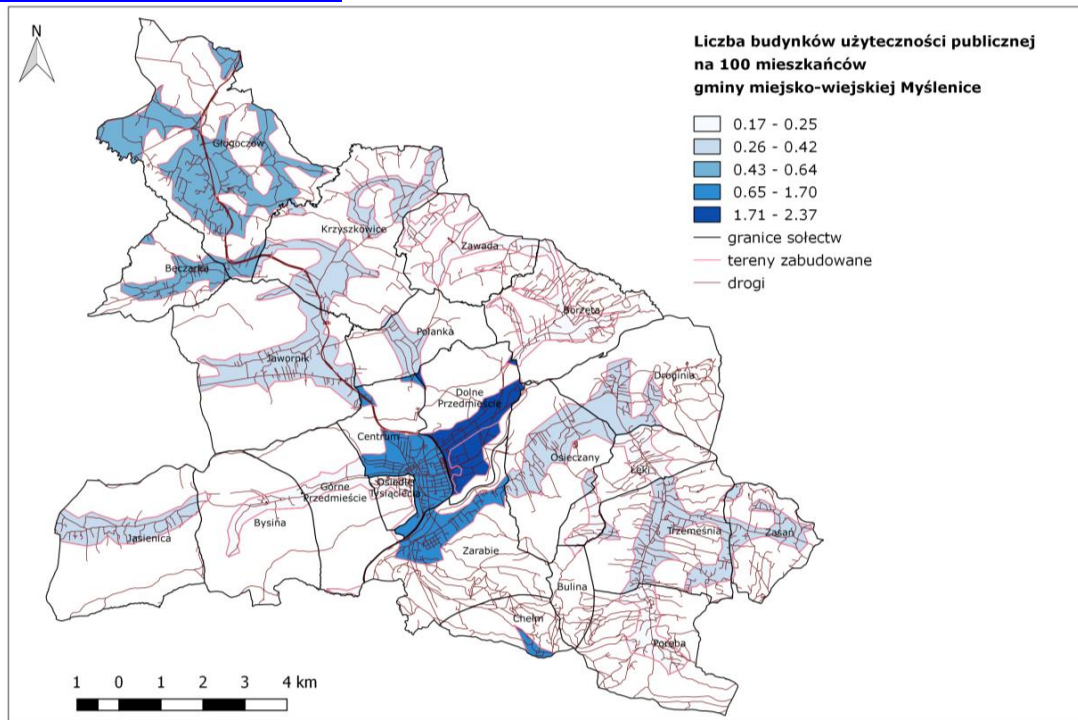 N
Liczba budynków użyteczności publicznej
na 100 mieszkańców
gminy miejsko-wiejskiej Myślenice
0.17 - 0.25
0.26 - 0.42
0.43 - 0.64
0.65 - 1.70
1.71 - 2.37
granice sołectw
tereny zabudowane
drogi
Głogoczów
Krzyszkowice
Zawada
Bęczarka
Borzęta
Polanka
Jawornik
Droginia
Dolne
Przedmieście
Centrum
Osieczany
Łęki
Osiedle
Tysiąclecia
Górne
Przedmieście
Bysina
Jasienica
Trzemeśnia
Zasań
Zarabie
Bulina
Chełm
Poręba
1 0 1 2 3 4 km